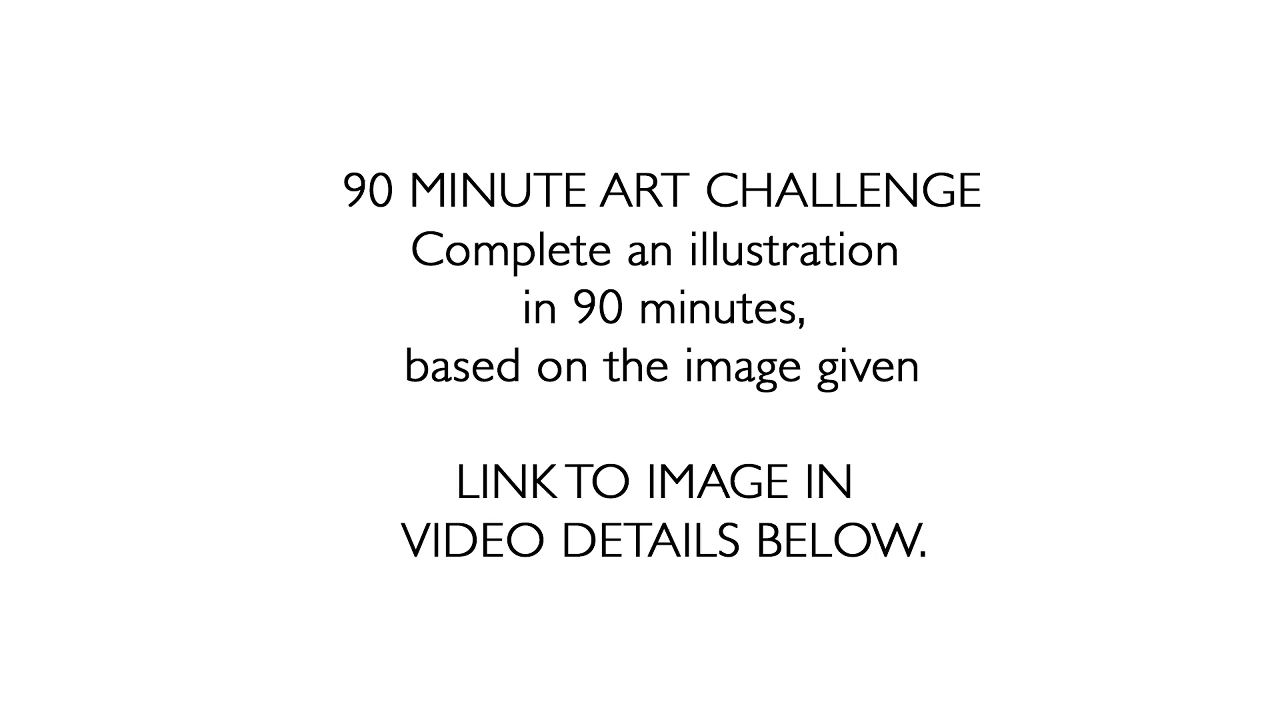 90 MINUTE ART CHALLENGE
Complete an illustration
in 90 minutes,
based on the image given
LINK TO IMAGE IN
VIDEO DETAILS BELOW.